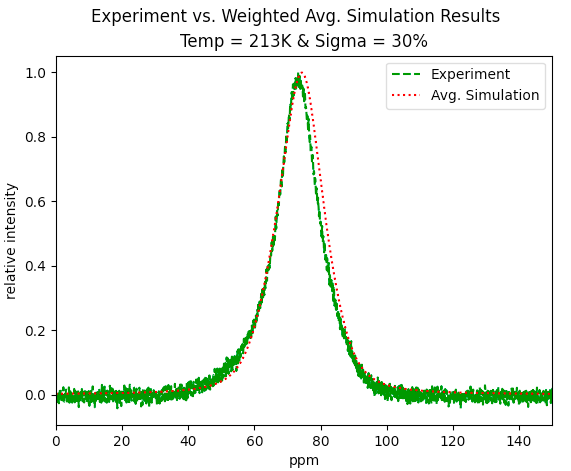 Experiment vs. Weighted Avg. Simulation Results
Temp = 213K & Sigma = 30%
Experiment
Avg. Simulation
relative intensity
1.0
0.8
0.6
0.4
0.2
0.0
0 20 40 60 80 100 120 140
ppm